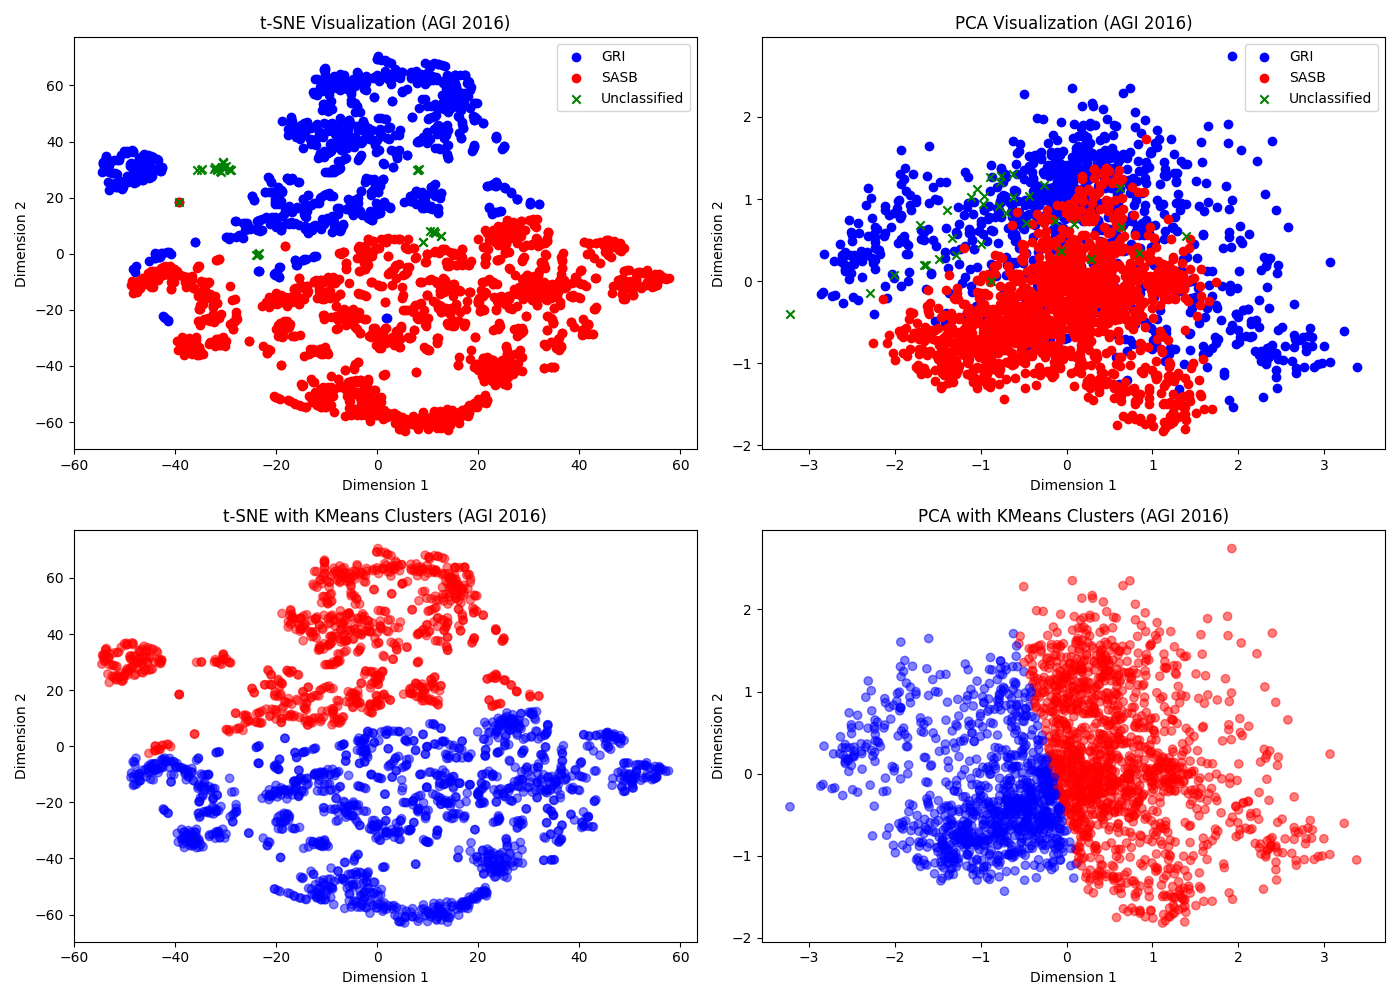 t-SNE Visualization (AGI 2016)
GRI
SASB
Unclassified
60
40
20
0
−20
−40
−60
−60
−40
−20
0
20
40
60
Dimension 1
Dimension 2
PCA Visualization (AGI 2016)
GRI
SASB
Unclassified
2
1
0
−1
−2
−3
−2
−1
0
1
2
3
Dimension 1
Dimension 2
t-SNE with KMeans Clusters (AGI 2016)
60
40
20
0
−20
−40
−60
−60
−40
−20
0
20
40
60
Dimension 1
Dimension 2
PCA with KMeans Clusters (AGI 2016)
2
1
0
−1
−2
−3
−2
−1
0
1
2
3
Dimension 1
Dimension 2